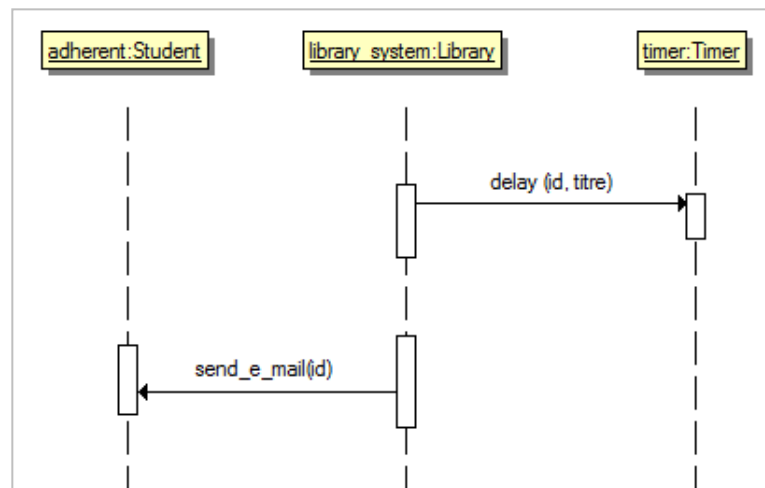 adherent:Student
library_system:Library
timer:Timer
delay (id, titre)
send_e_mail(id)